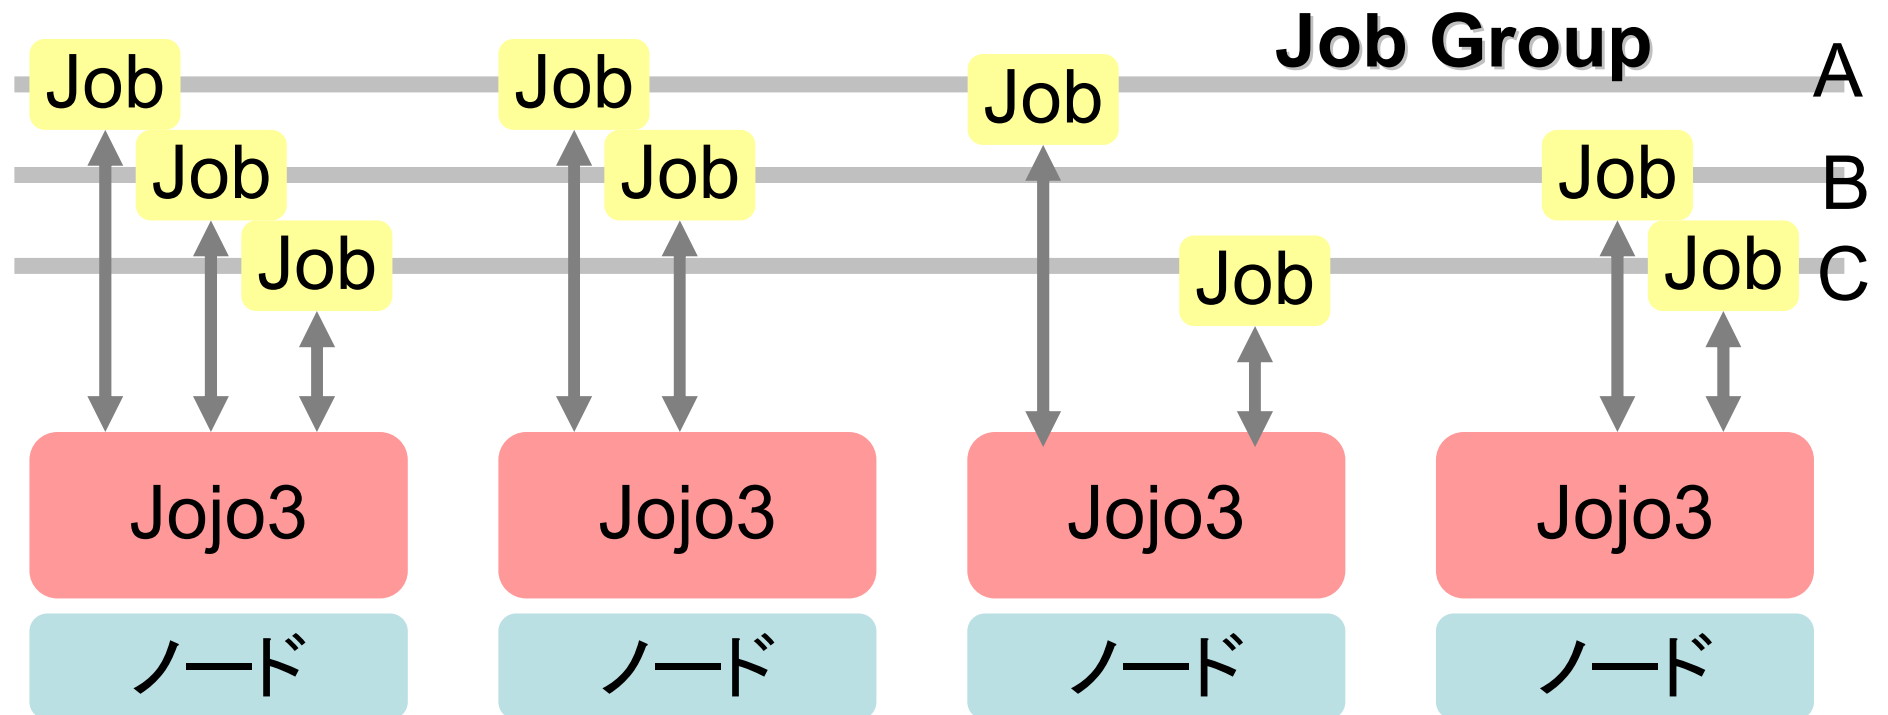 Job Group
Job Job Job A
Job Job Job B
Job Job Job C
Jojo3 Jojo3 Jojo3 Jojo3
ノード ノード ノード ノード